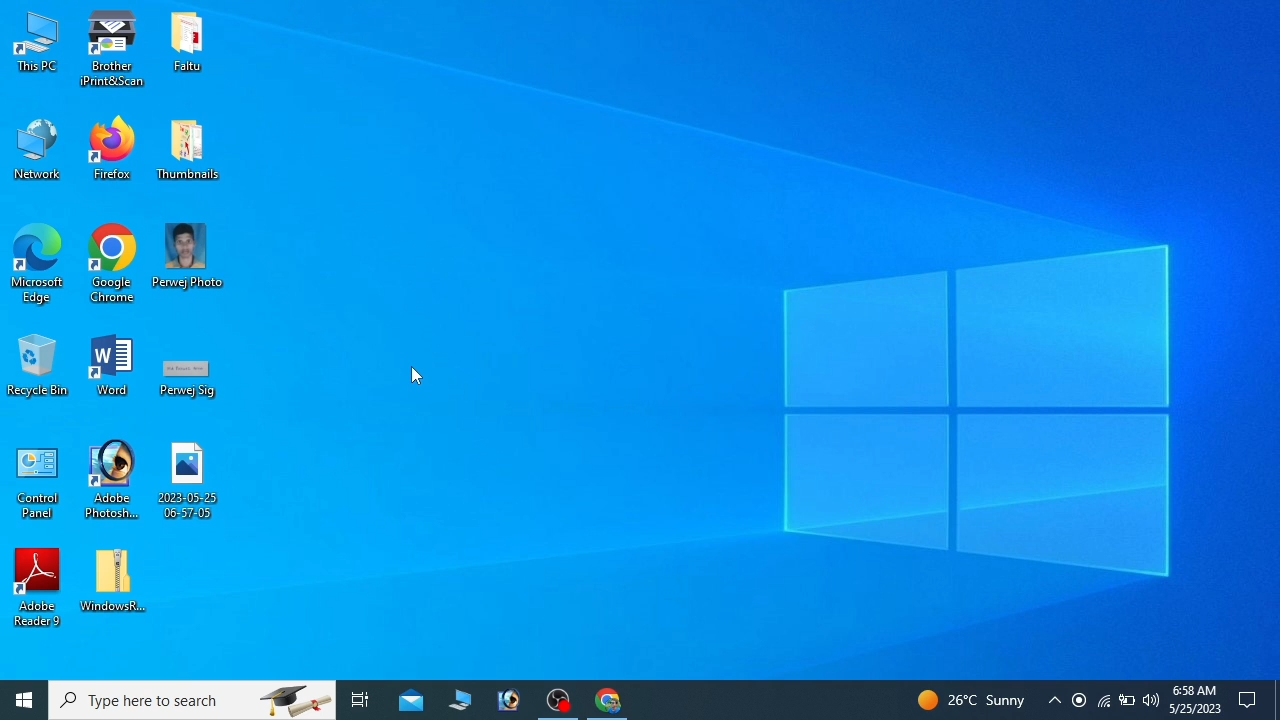 This PC
Brother
iPrint&Scan
Faltu
Network
Firefox
Thumbnails
Microsoft
Edge
Google
Chrome
Perwej Photo
Recycle Bin
W
Word
Perwej Sig
Control
Panel
Adobe
Photosh...
2023-05-25
06-57-05
Adobe
Reader 9
WindowsR...
Type here to search
26°C Sunny
6:58 AM
5/25/2023